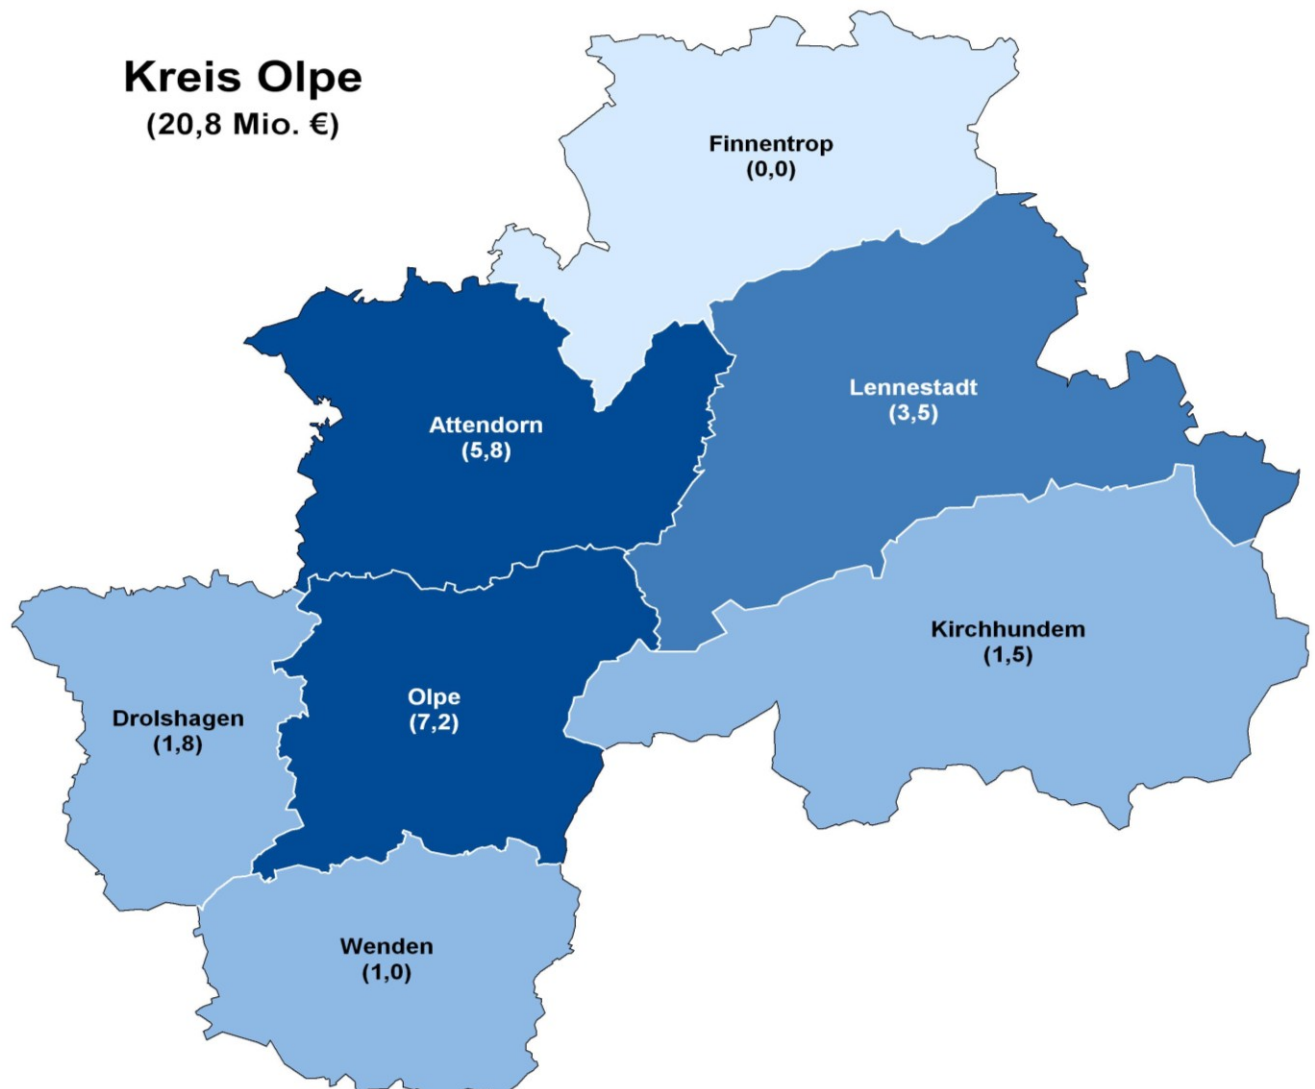 Kreis Olpe
(20,8 Mio. €)
Finnentrop
(0,0)
Lennestadt
(3,5)
Attendorn
(5,8)
Kirchhundem
(1,5)
Olpe
(7,2)
Drolshagen
(1,8)
Wenden
(1,0)